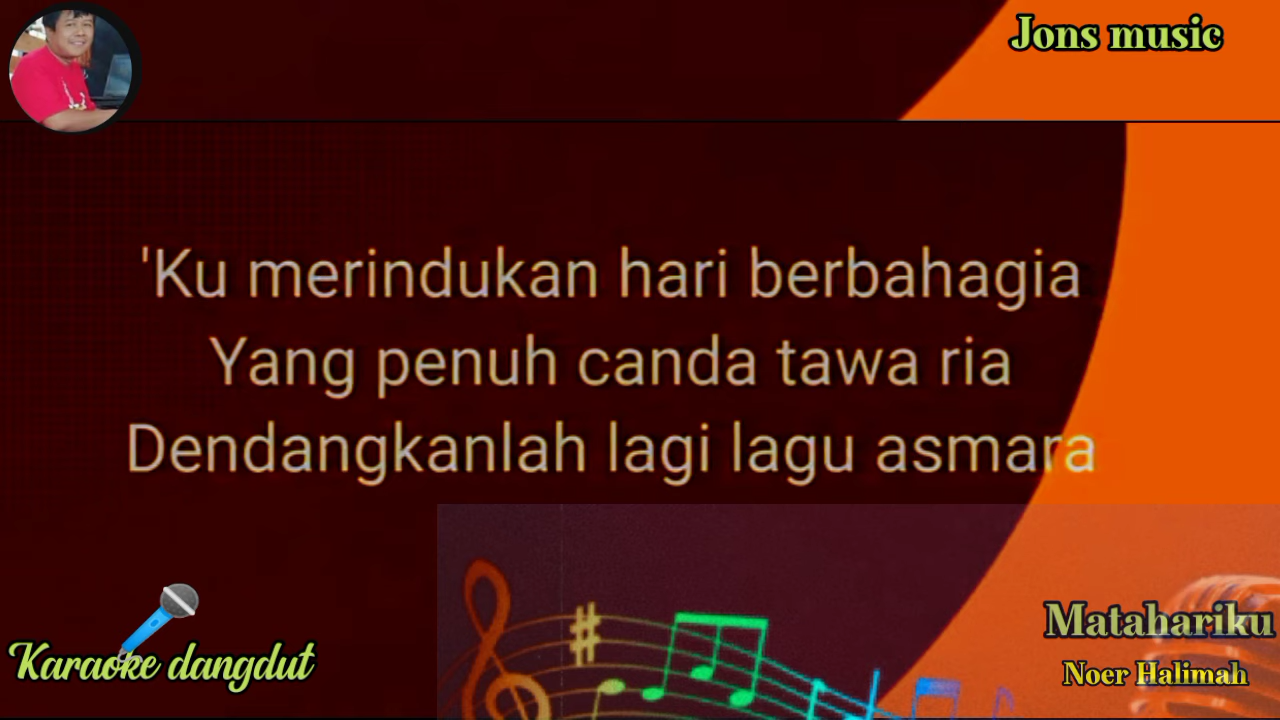 Jons music
'Ku merindukan hari berbahagia
Yang penuh canda tawa ria
Dendangkanlah lagi lagu asmara
Karaoke dangdut
Matahariku
Noer Halimah